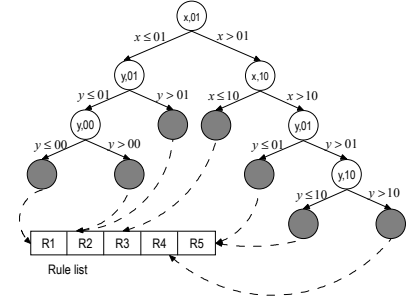 x,01
x ≤ 01 x > 01
y,01 x,10
y ≤ 01 y > 01 x ≤ 10 x > 10
y,00 y,01
y ≤ 00 y > 00 y ≤ 01 y > 01
y,10
y ≤ 10 y > 10
R1 R2 R3 R4 R5
Rule list